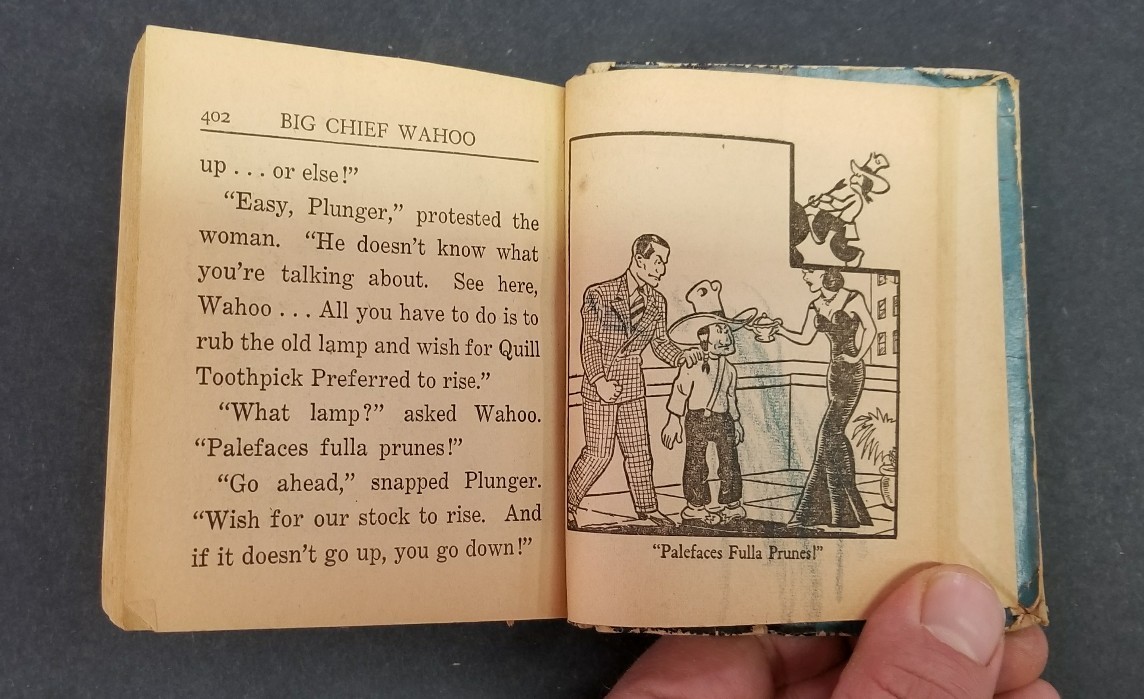 402 BIG CHIEF WAHOO
up . . . or else!”
“Easy, Plunger,” protested the
woman. “He doesn’t know what
you’re talking about. See here,
Wahoo . . . All you have to do is to
rub the old lamp and wish for Quill
Toothpick Preferred to rise.”
“What lamp?” asked Wahoo.
“Palefaces fulla prunes!”
“Go ahead,” snapped Plunger.
“Wish for our stock to rise. And
if it doesn’t go up, you go down!”
“Palefaces Fulla Prunes!”